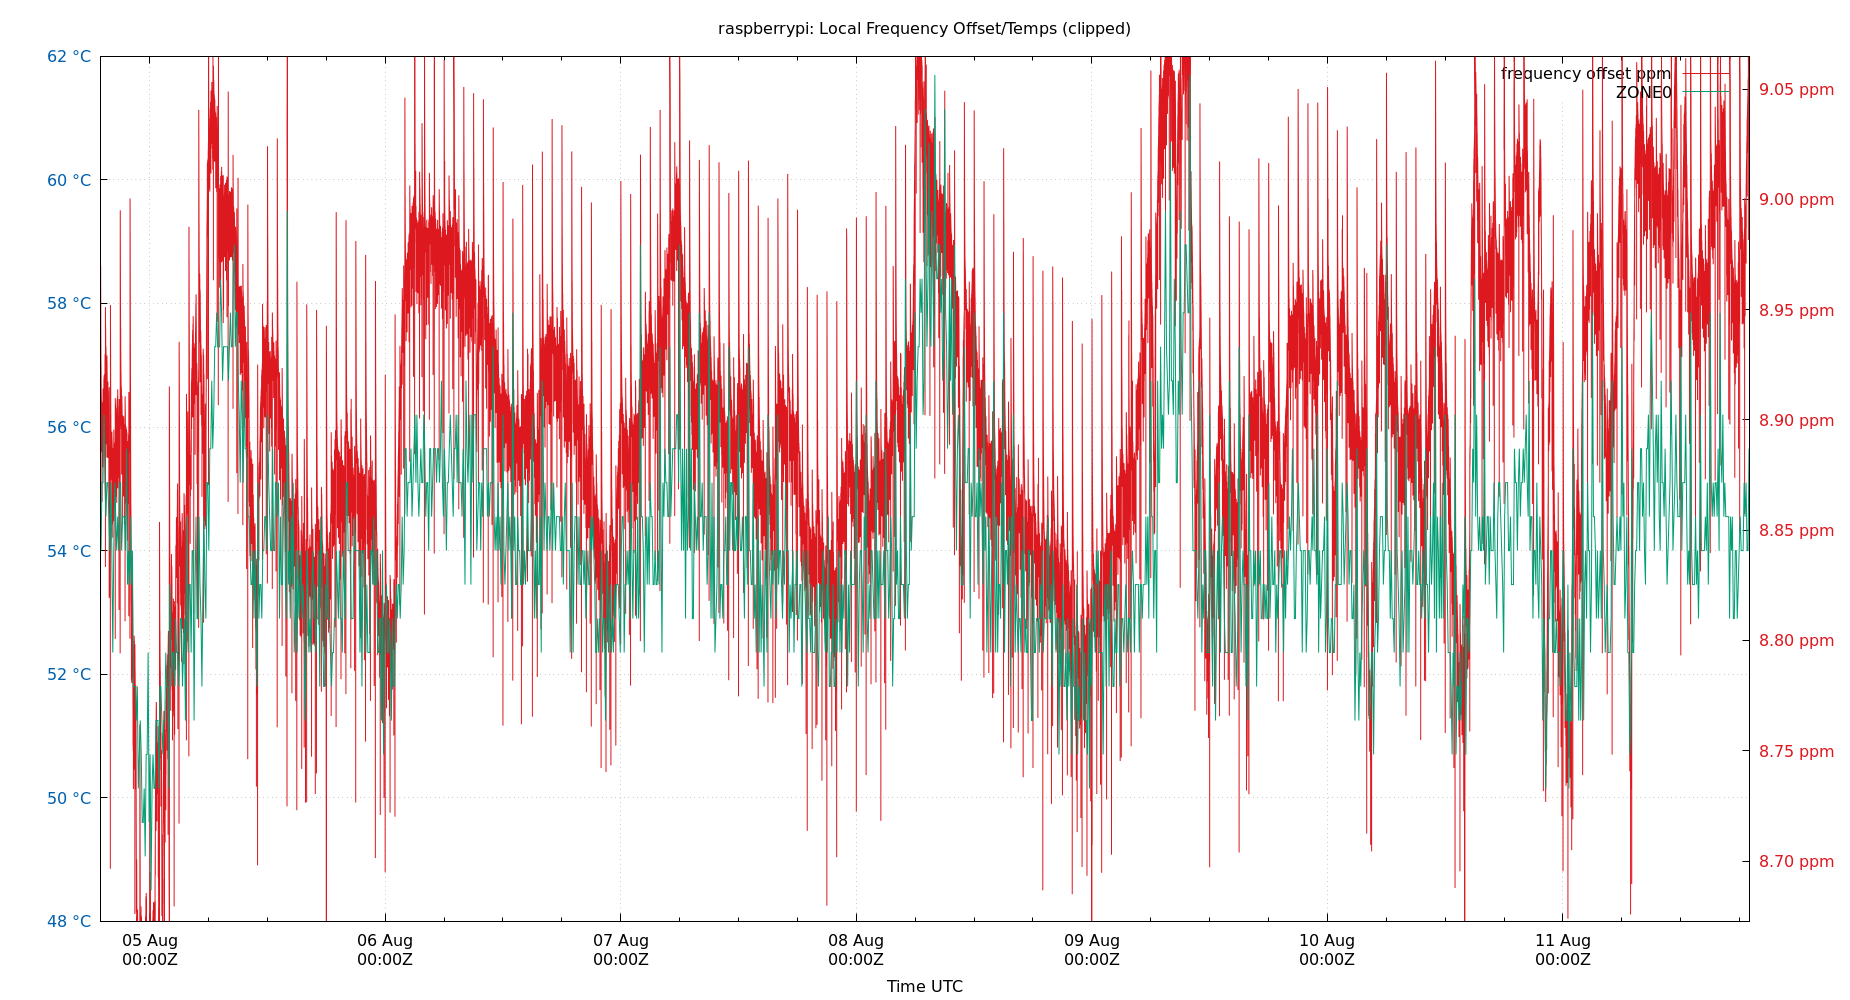 raspberrypi: Local Frequency Offset/Temps (clipped)
62 °C
60 °C
58 °C
56 °C
54 °C
52 °C
50 °C
48 °C
frequency offset ppm
ZONE0
9.05 ppm
9.00 ppm
8.95 ppm
8.90 ppm
8.85 ppm
8.80 ppm
8.75 ppm
8.70 ppm
05 Aug
00:00Z
06 Aug
00:00Z
07 Aug
00:00Z
08 Aug
00:00Z
09 Aug
00:00Z
10 Aug
00:00Z
11 Aug
00:00Z
Time UTC